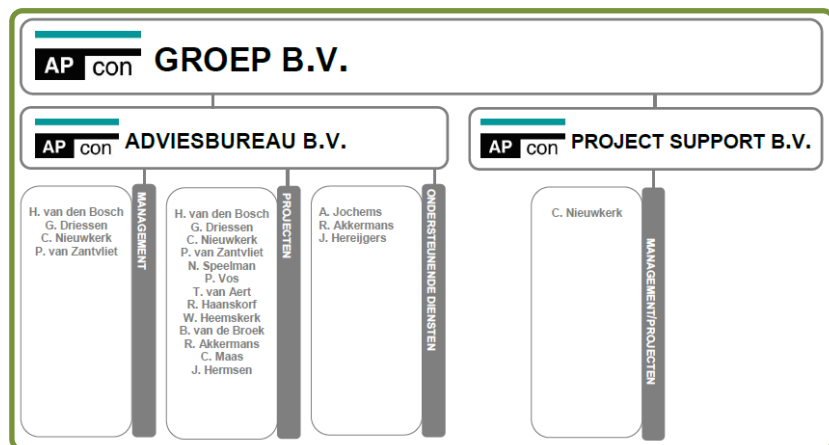 AP con GROEP B.V.
AP con ADVIESBUREAU B.V.
AP con PROJECT SUPPORT B.V.
H. van den Bosch
G. Driessen
C. Nieuwkerk
P. van Zantvliet
MANAGEMENT
H. van den Bosch
G. Driessen
C. Nieuwkerk
P. van Zantvliet
N. Speelman
P. Vos
T. van Aert
R. Haanskorf
W. Heemskerk
B. van de Broek
R. Akkermans
C. Maas
J. Hermsen
PROJECTEN
A. Jochems
R. Akkermans
J. Hereijgers
ONDERSTEUNENDE DIENSTEN
C. Nieuwkerk
MANAGEMENT/PROJECTEN